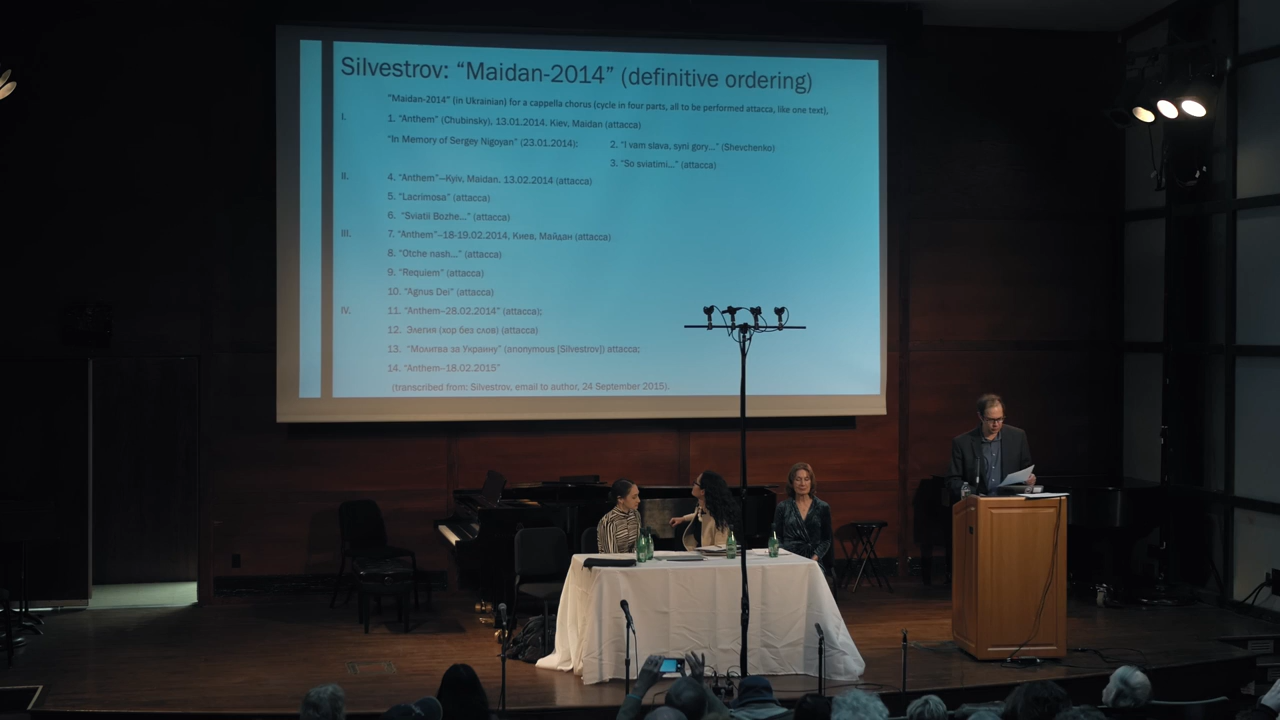 Silvestrov: "Maidan-2014" (definitive ordering)
"Maidan-2014" (in Ukrainian) for a cappella chorus (cycle in four parts, all to be performed attacca, like one text),
I. 1. "Anthem" (Chubinsky), 13.01.2014. Kiev, Maidan (attacca)
"In Memory of Sergey Nigoyan" (23.01.2014): 2. "I vam slava, syni gory..." (Shevchenko)
3. "So sviatimi..." (attacca)
II. 4. "Anthem"—Kyiv, Maidan. 13.02.2014 (attacca)
5. "Lacrimosa" (attacca)
6. "Sviatii Bozhe..." (attacca)
III. 7. "Anthem"–18-19.02.2014, Киев, Майдан (attacca)
8. "Otche nash..." (attacca)
9. "Requiem" (attacca)
10. "Agnus Dei" (attacca)
IV. 11. "Anthem–28.02.2014" (attacca);
12. Элегия (хор без слов) (attacca)
13. "Молитва за Украину" (anonymous [Silvestrov]) attacca;
14. "Anthem–18.02.2015"
(transcribed from: Silvestrov, email to author, 24 September 2015).